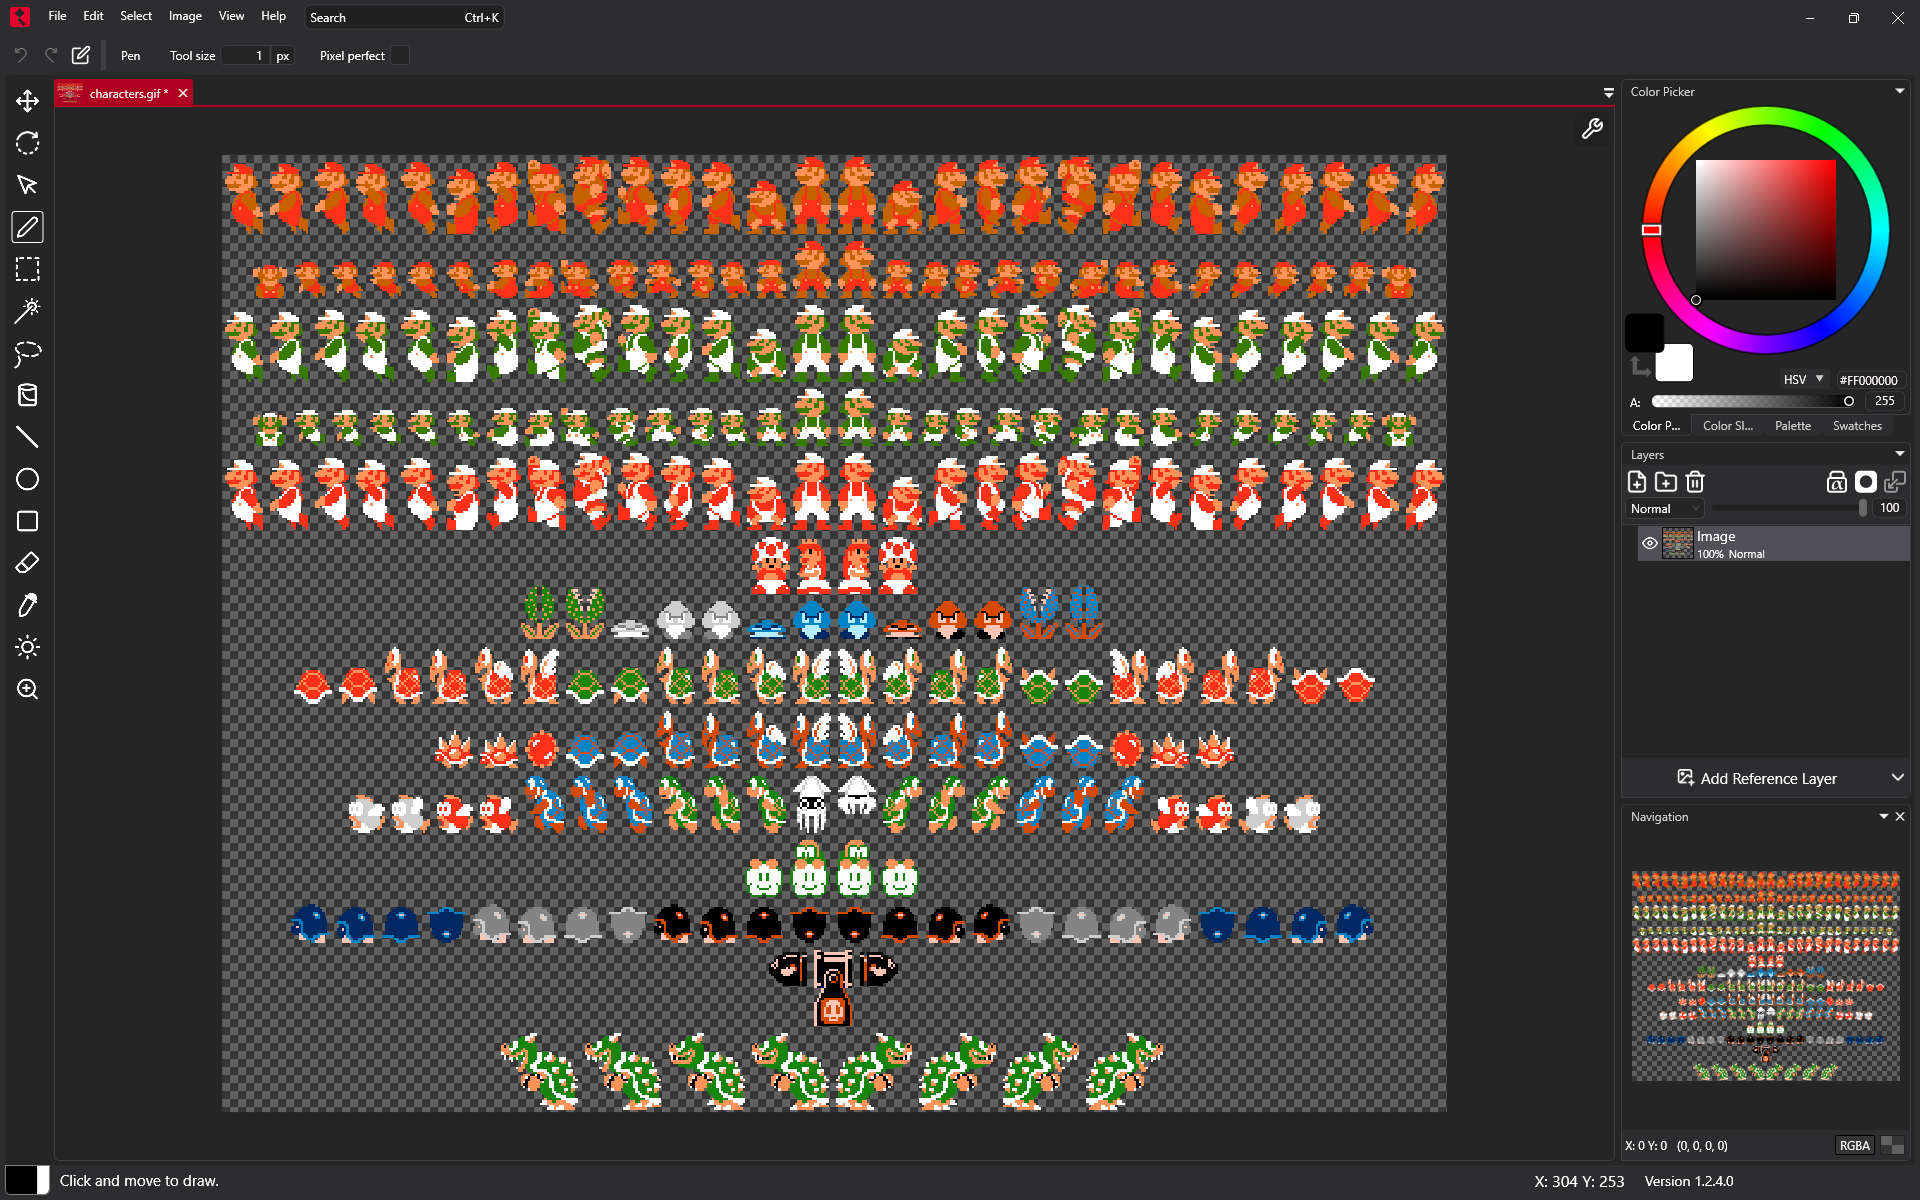 File Edit Select Image View Help Search Ctrl+K
Pen Tool size 1 px Pixel perfect
characters.gif *
Color Picker
HSV #FF000000
A: 255
Color P... Color Sl... Palette Swatches
Layers
Normal 100
Image
100% Normal
Add Reference Layer
Navigation
X: 0 Y: 0 (0, 0, 0, 0) RGBA
Click and move to draw. X: 304 Y: 253 Version 1.2.4.0